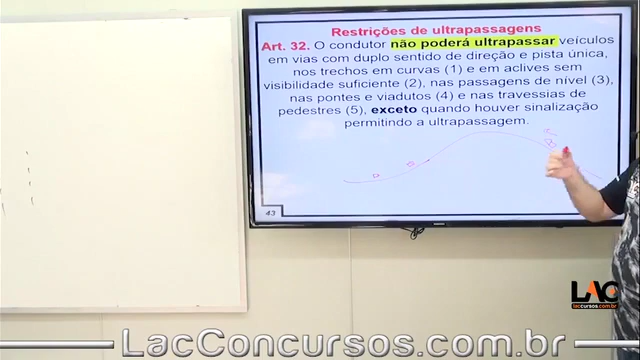 Restrições de ultrapassagens
Art. 32. O condutor não poderá ultrapassar veículos
em vias com duplo sentido de direção e pista única,
nos trechos em curvas (1) e em aclives sem
visibilidade suficiente (2), nas passagens de nível (3),
nas pontes e viadutos (4) e nas travessias de
pedestres (5), exceto quando houver sinalização
permitindo a ultrapassagem.
43
LAC
laccursos.com.br
LacConcursos.com.br